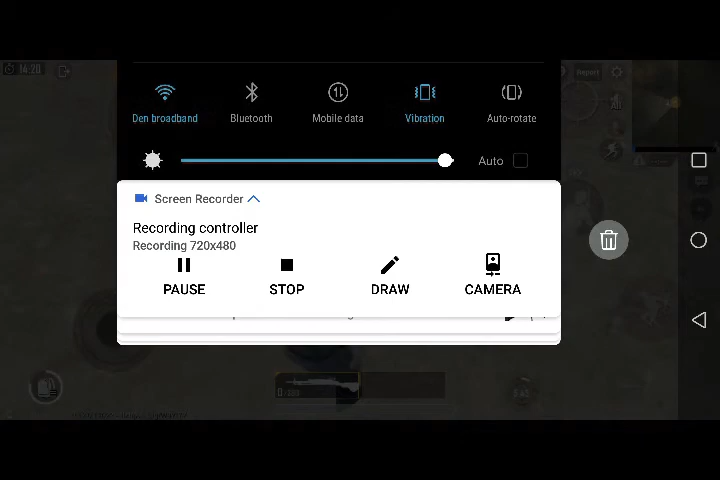 14:20
Report
Den broadband
Bluetooth
Mobile data
Vibration
Auto-rotate
Auto
Screen Recorder
Recording controller
Recording 720x480
PAUSE
STOP
DRAW
CAMERA